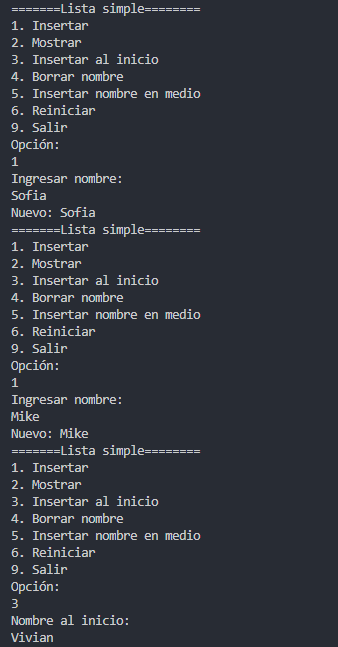 =======Lista simple========
1. Insertar
2. Mostrar
3. Insertar al inicio
4. Borrar nombre
5. Insertar nombre en medio
6. Reiniciar
9. Salir
Opción:
1
Ingresar nombre:
Sofia
Nuevo: Sofia
=======Lista simple========
1. Insertar
2. Mostrar
3. Insertar al inicio
4. Borrar nombre
5. Insertar nombre en medio
6. Reiniciar
9. Salir
Opción:
1
Ingresar nombre:
Mike
Nuevo: Mike
=======Lista simple========
1. Insertar
2. Mostrar
3. Insertar al inicio
4. Borrar nombre
5. Insertar nombre en medio
6. Reiniciar
9. Salir
Opción:
3
Nombre al inicio:
Vivian